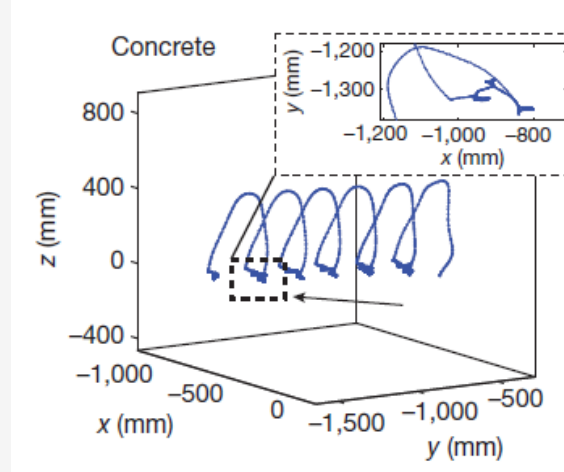 Concrete
−1,200
−1,300
y (mm)
−1,200 −1,000 −800
x (mm)
800
400
0
−400
z (mm)
−1,000
−500
0
x (mm)
−1,500
−1,000
−500
y (mm)